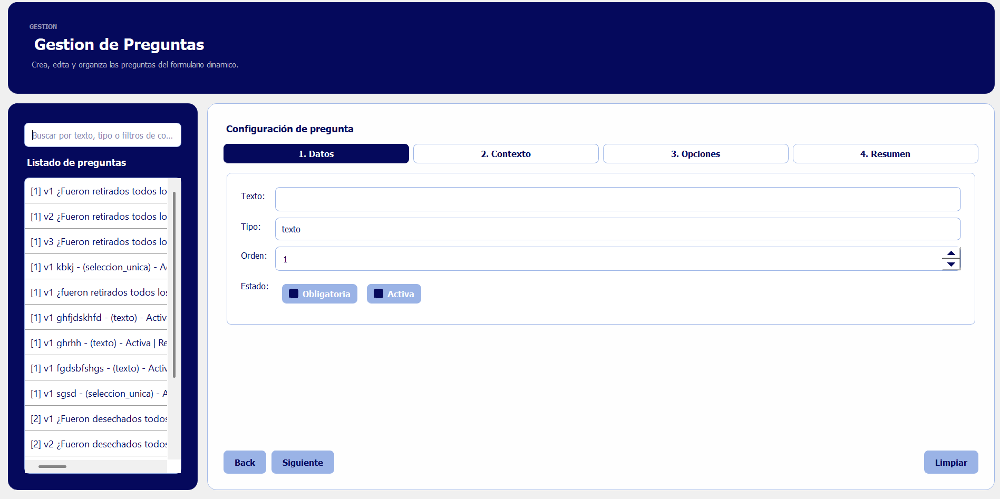 GESTION
Gestion de Preguntas
Crea, edita y organiza las preguntas del formulario dinamico.
Buscar por texto, tipo o filtros de co...
Listado de preguntas
[1] v1 ¿Fueron retirados todos lo
[1] v2 ¿Fueron retirados todos lo
[1] v3 ¿Fueron retirados todos lo
[1] v1 kbkj - (seleccion_unica) - A
[1] v1 ¿fueron retirados todos los
[1] v1 ghfjdskhfd - (texto) - Activ
[1] v1 ghrhh - (texto) - Activa | Re
[1] v1 fgdsbfshgs - (texto) - Activ
[1] v1 sgsd - (seleccion_unica) - A
[2] v1 ¿Fueron desechados todos
[2] v2 ¿Fueron desechados todos
Configuración de pregunta
1. Datos
2. Contexto
3. Opciones
4. Resumen
Texto:
Tipo:
texto
Orden:
1
Estado:
Obligatoria
Activa
Back
Siguiente
Limpiar